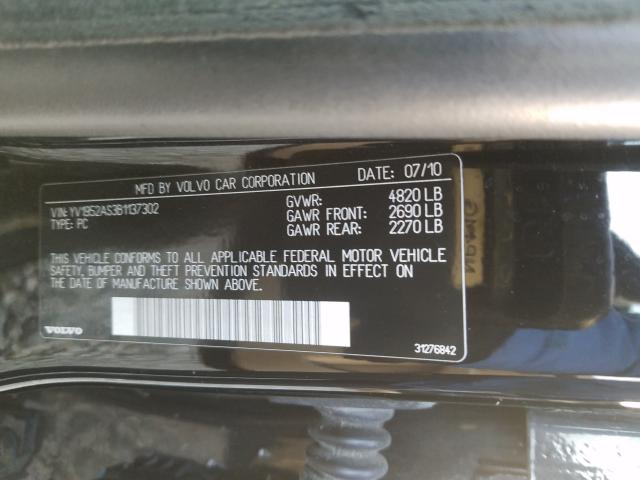 MFD BY VOLVO CAR CORPORATION DATE: 07/10
VIN: YV1952AS3B1137302
TYPE: PC
GVWR: 4820 LB
GAWR FRONT: 2690 LB
GAWR REAR: 2270 LB
THIS VEHICLE CONFORMS TO ALL APPLICABLE FEDERAL MOTOR VEHICLE
SAFETY, BUMPER AND THEFT PREVENTION STANDARDS IN EFFECT ON
THE DATE OF MANUFACTURE SHOWN ABOVE.
VOLVO
31276842